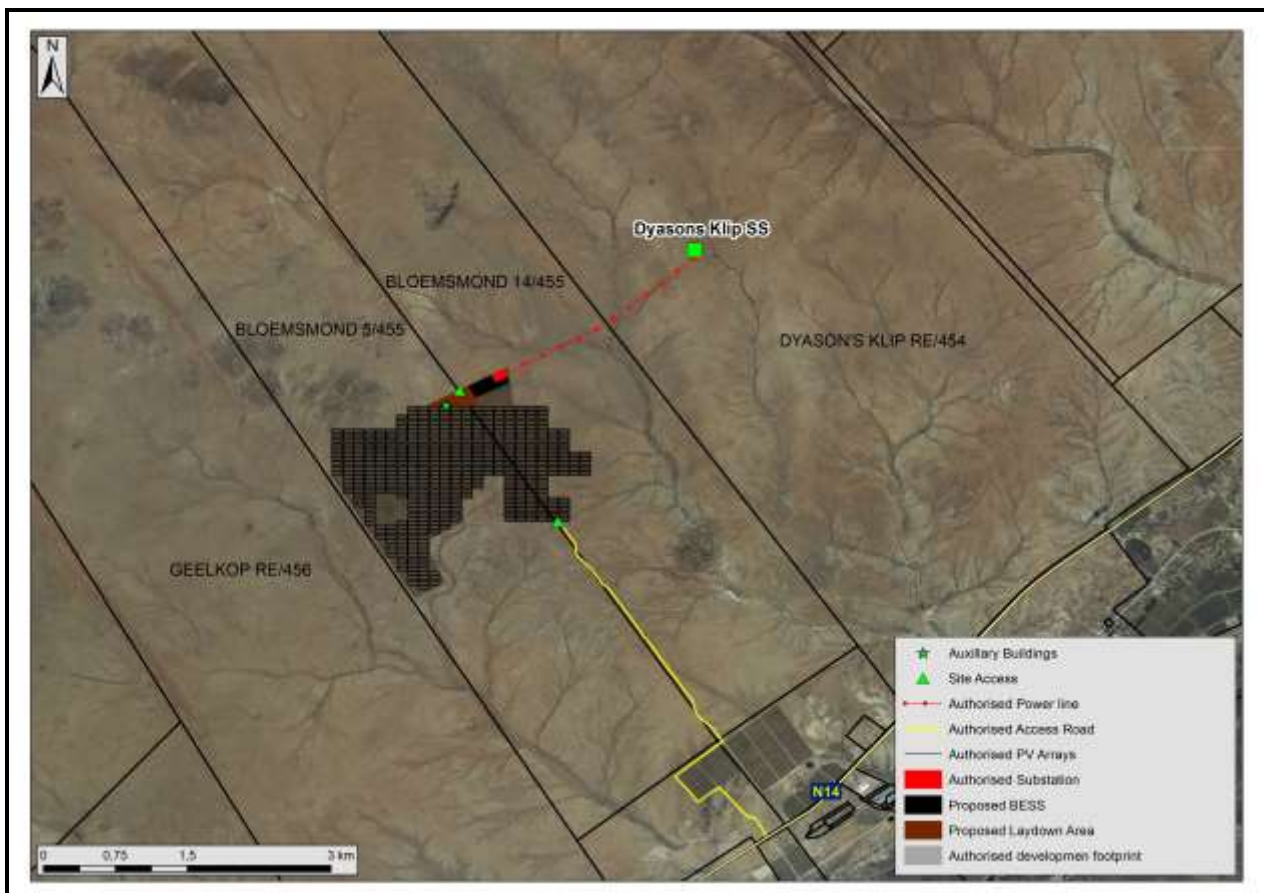 N
Dyasons Klip SS
BLOEMSMOND 14/455
BLOEMSMOND 5/455
DYASON'S KLIP RE/454
GEELKOP RE/456
N14
Auxillary Buildings
Site Access
Authorised Power line
Authorised Access Road
Authorised PV Arrays
Authorised Substation
Proposed BESS
Proposed Laydown Area
Authorised developmen footprint
0 0,75 1,5 3 km